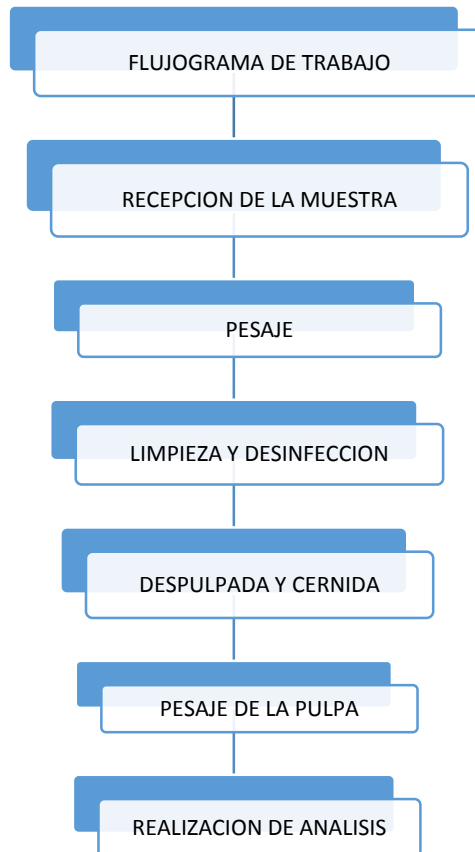 FLUJOGRAMA DE TRABAJO
RECEPCION DE LA MUESTRA
PESAJE
LIMPIEZA Y DESINFECCION
DESPULPADA Y CERNIDA
PESAJE DE LA PULPA
REALIZACION DE ANALISIS